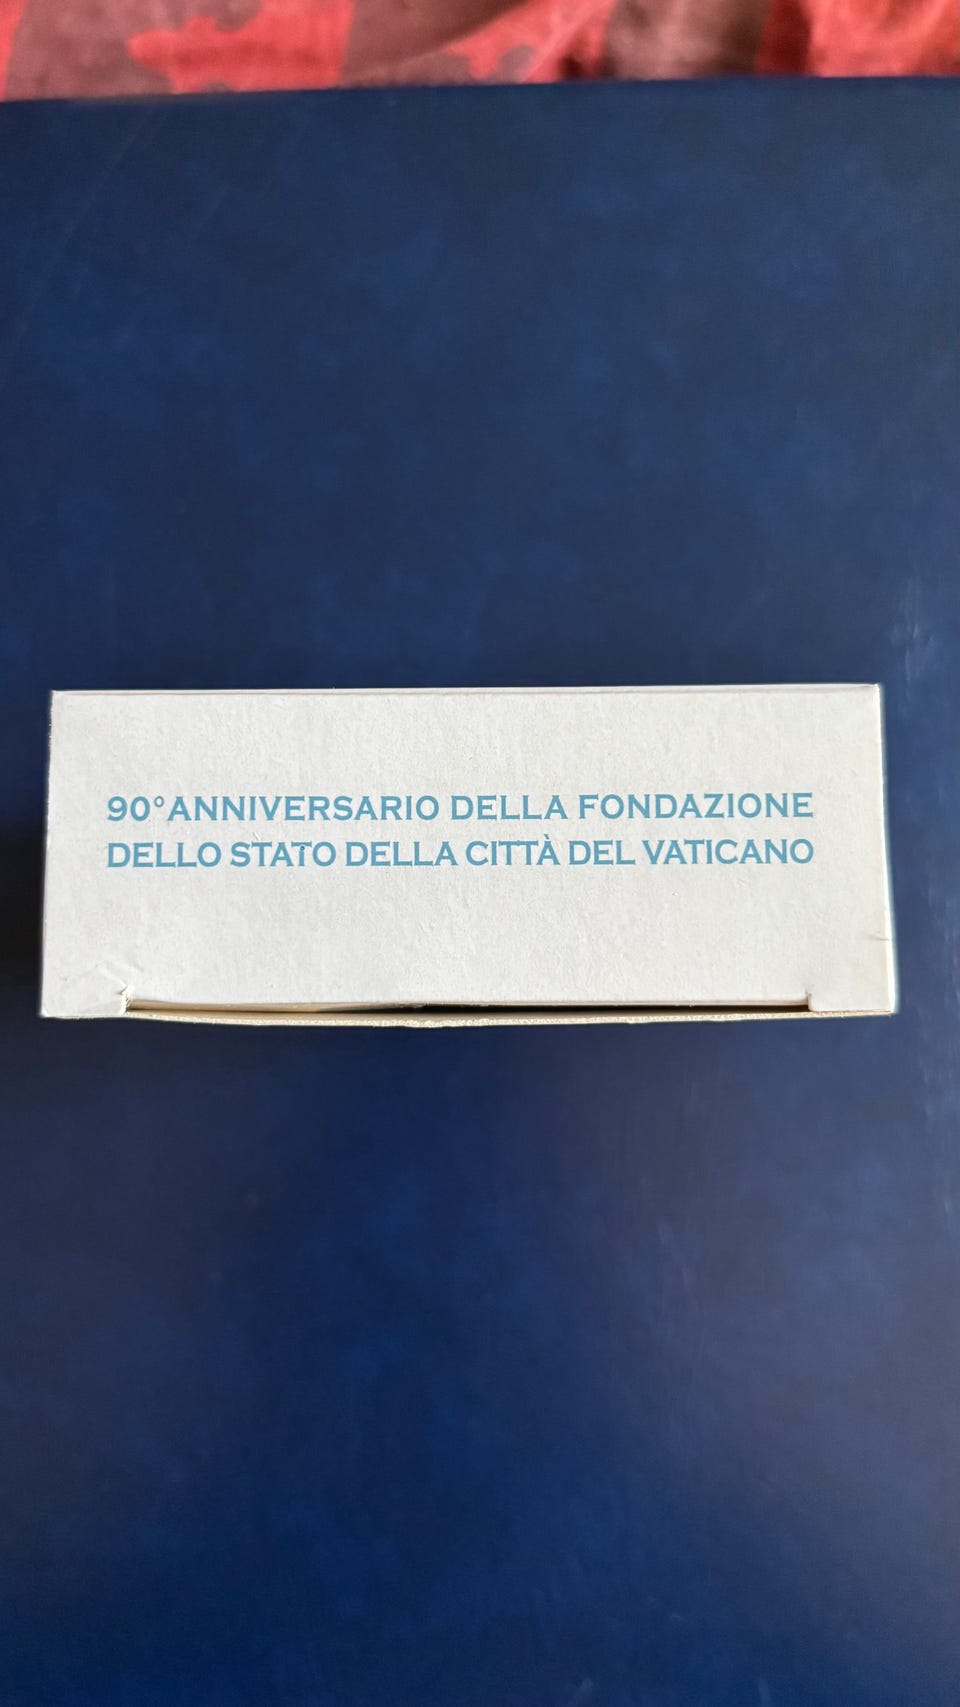 90°ANNIVERSARIO DELLA FONDAZIONE
DELLO STATO DELLA CITTÀ DEL VATICANO